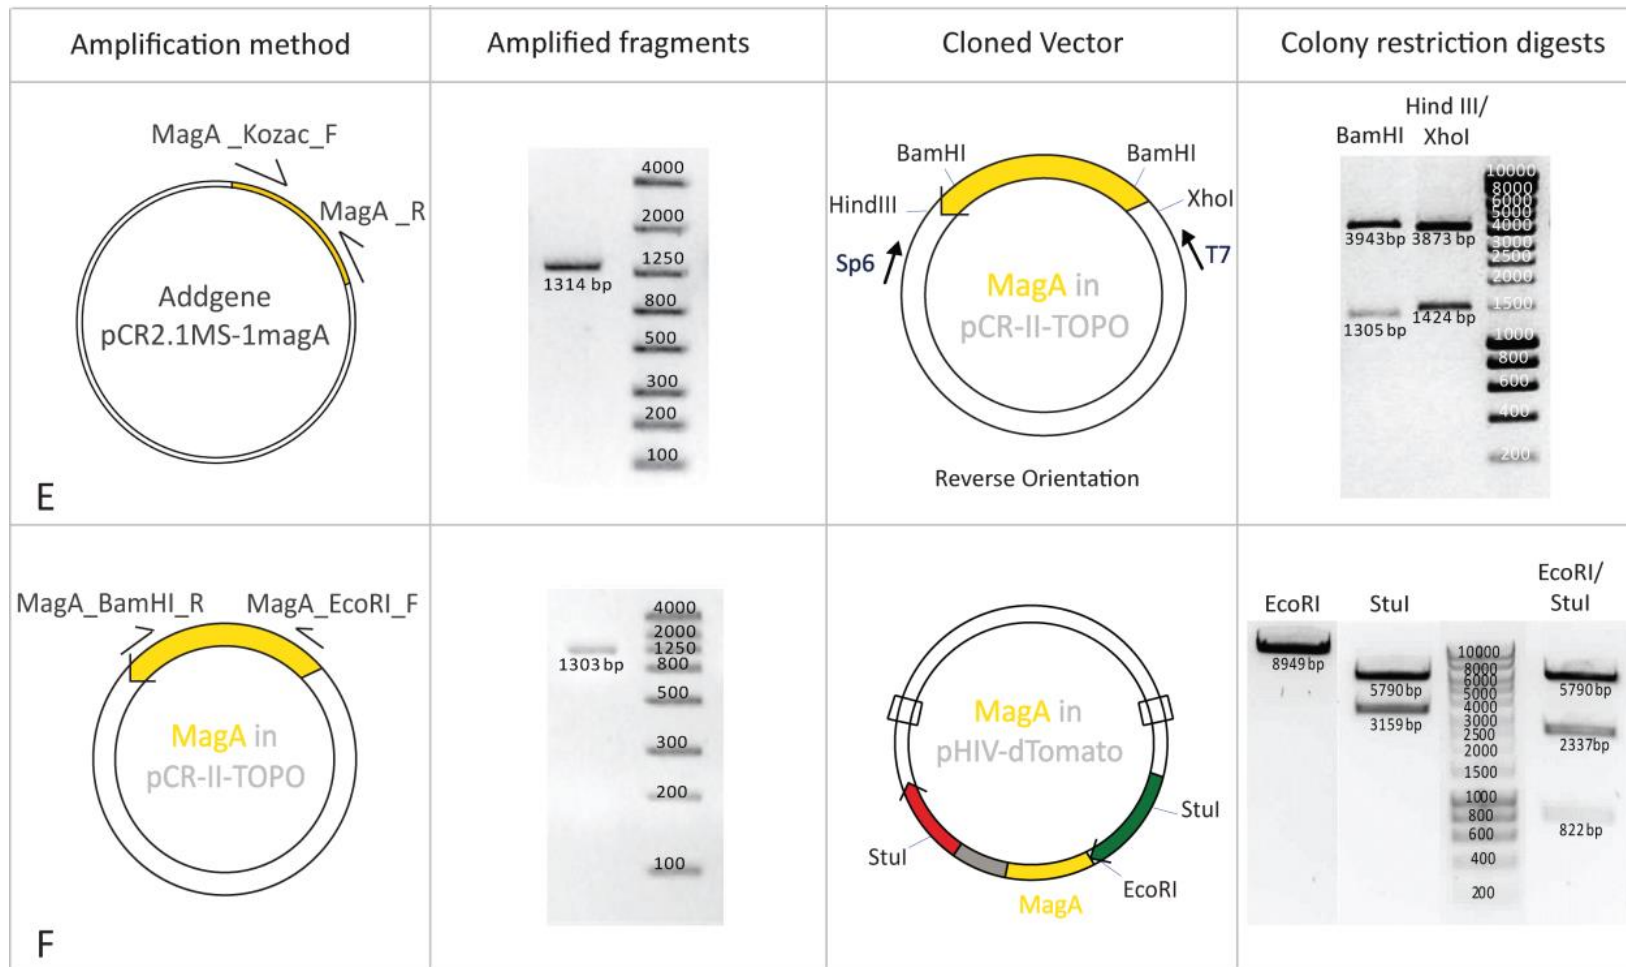 Amplification method
Amplified fragments
Cloned Vector
Colony restriction digests
MagA _Kozac_F
MagA _R
Addgene
pCR2.1MS-1magA
E
4000
2000
1250
1314 bp
800
500
300
200
100
BamHI
BamHI
HindIII
XhoI
Sp6
T7
MagA in
pCR-II-TOPO
Reverse Orientation
Hind III/
BamHI
XhoI
10000
8000
6000
5000
4000
3943bp
3873 bp
3000
2500
2000
1500
1305bp
1424 bp
1000
800
600
400
200
MagA_BamHI_R
MagA_EcoRI_F
MagA in
pCR-II-TOPO
F
4000
2000
1250
1303bp
800
500
300
200
100
MagA in
pHIV-dTomato
StuI
StuI
EcoRI
MagA
EcoRI
StuI
EcoRI/
StuI
8949bp
5790bp
3159bp
10000
8000
6000
5000
4000
3000
2500
2000
1500
1000
800
600
400
200
5790bp
2337bp
822bp